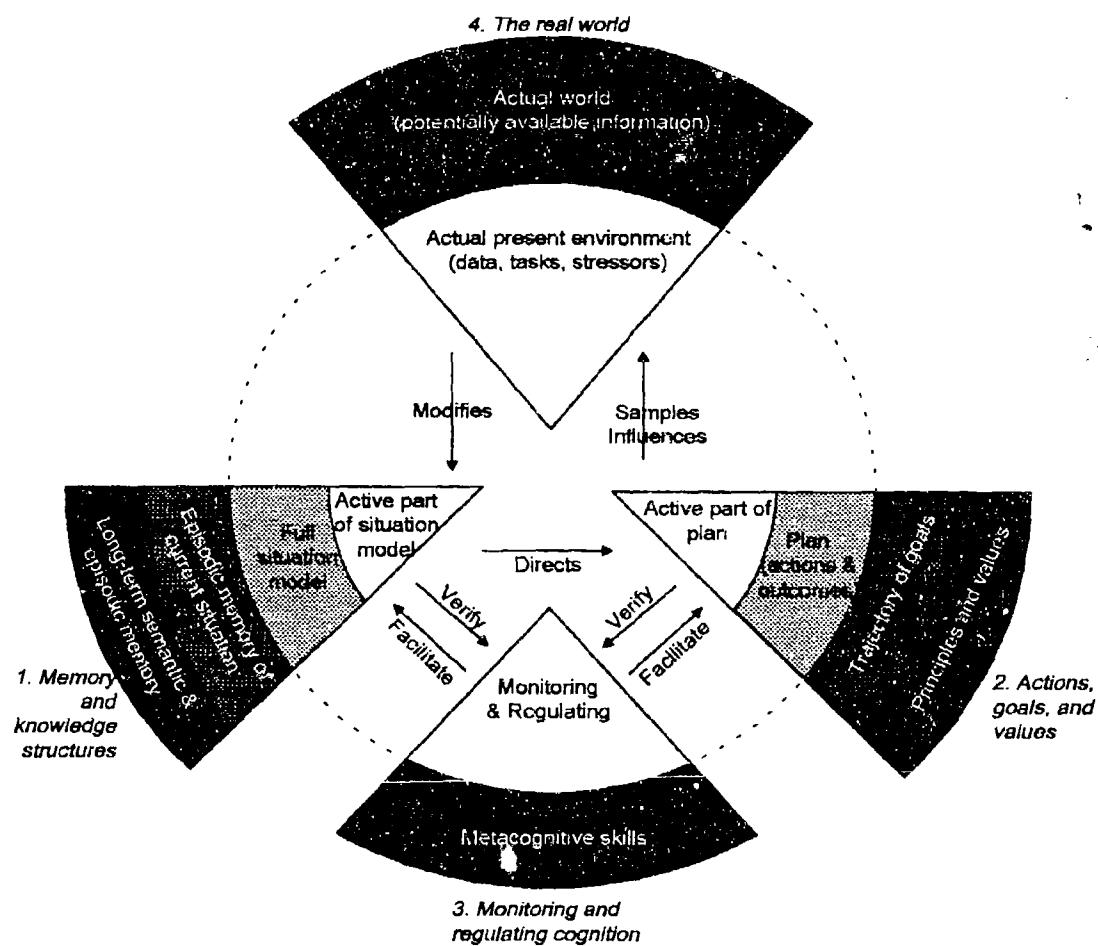 4. The real world
Actual world
(potentially available information)
Actual present environment
(data, tasks, stressors)
Modifies
Samples
Influences
Long-term semantic &
episodic memory
Episodic memory of
current situation
Full
situation
model
Active part
of situation
model
Directs
Active part of
plan
Plan
(actions &
outcomes)
Trajectory of goals
Principles and values
Verify
Facilitate
Verify
Facilitate
1. Memory
and
knowledge
structures
Monitoring
& Regulating
2. Actions,
goals, and
values
Metacognitive skills
3. Monitoring and
regulating cognition